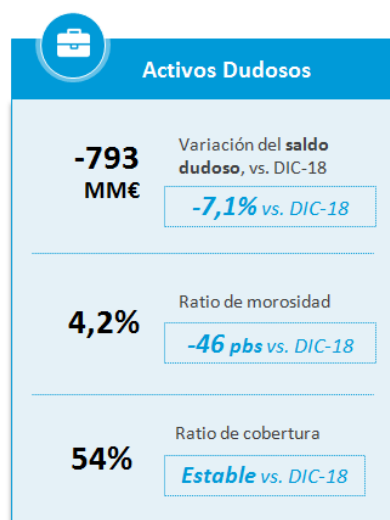 Activos Dudosos
-793
MM€
Variación del saldo
dudoso, vs. DIC-18
-7,1% vs. DIC-18
4,2%
Ratio de morosidad
-46 pbs vs. DIC-18
54%
Ratio de cobertura
Estable vs. DIC-18